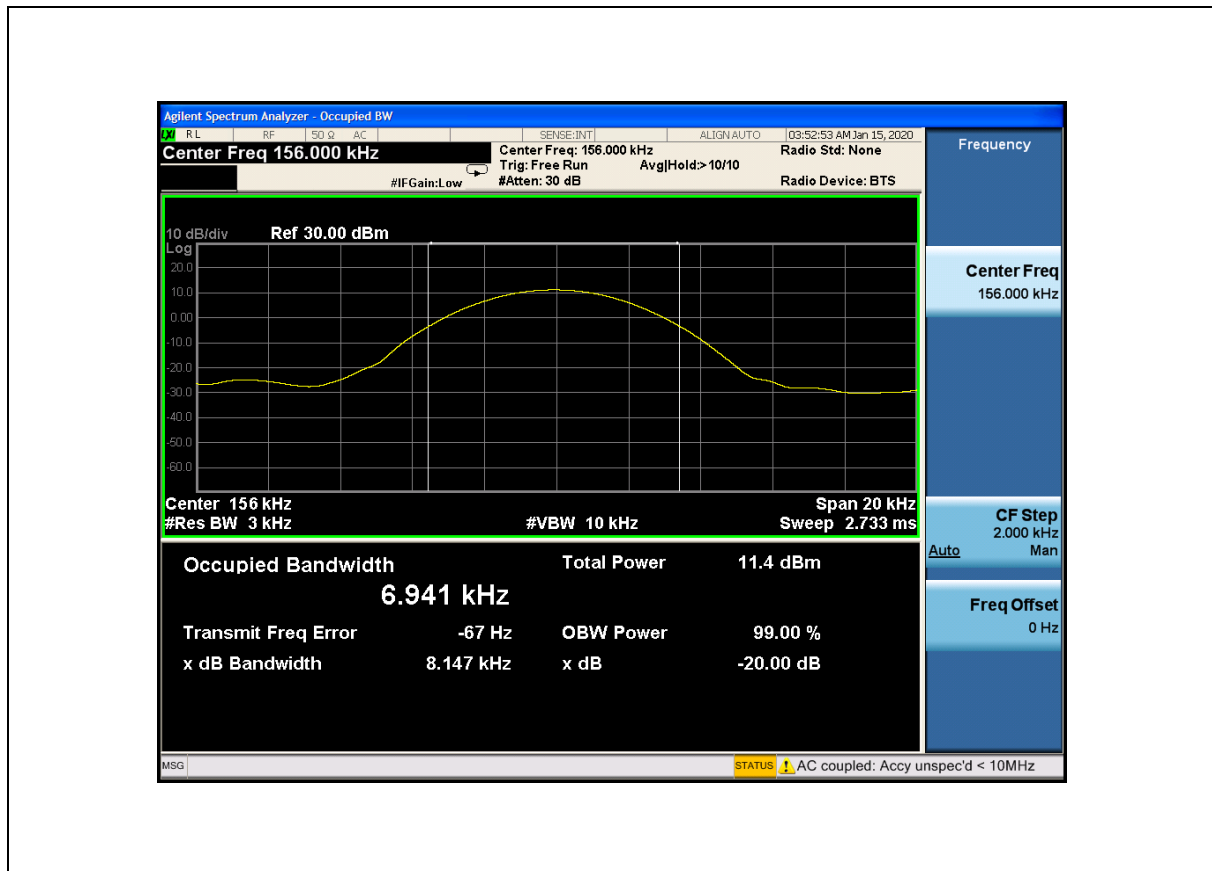 Agilent Spectrum Analyzer - Occupied BW
LXI RL RF 50 Ω AC SENSE:INT ALIGN AUTO 03:52:53 AM Jan 15, 2020
Center Freq 156.000 kHz
Center Freq: 156.000 kHz Radio Std: None
Trig: Free Run Avg|Hold:> 10/10
#IFGain:Low #Atten: 30 dB Radio Device: BTS
10 dB/div Ref 30.00 dBm
Log
20.0
10.0
0.00
-10.0
-20.0
-30.0
-40.0
-50.0
-60.0
Center 156 kHz Span 20 kHz
#Res BW 3 kHz #VBW 10 kHz Sweep 2.733 ms
Occupied Bandwidth Total Power 11.4 dBm
6.941 kHz
Transmit Freq Error -67 Hz OBW Power 99.00 %
x dB Bandwidth 8.147 kHz x dB -20.00 dB
Frequency
Center Freq
156.000 kHz
CF Step
2.000 kHz
Auto Man
Freq Offset
0 Hz
MSG STATUS AC coupled: Accy unspec'd < 10MHz